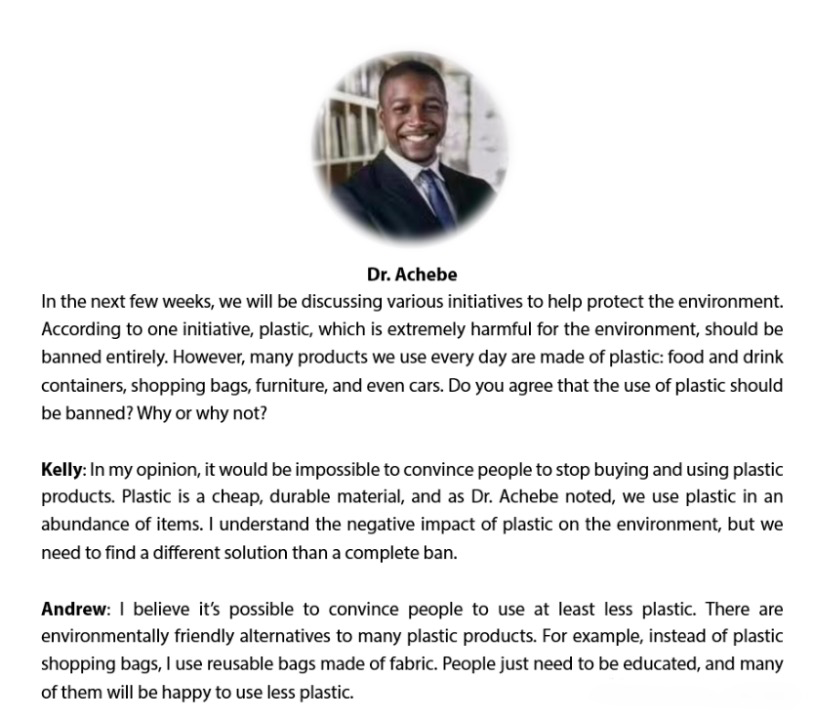 Dr. Achebe
In the next few weeks, we will be discussing various initiatives to help protect the environment.
According to one initiative, plastic, which is extremely harmful for the environment, should be
banned entirely. However, many products we use every day are made of plastic: food and drink
containers, shopping bags, furniture, and even cars. Do you agree that the use of plastic should
be banned? Why or why not?
Kelly: In my opinion, it would be impossible to convince people to stop buying and using plastic
products. Plastic is a cheap, durable material, and as Dr. Achebe noted, we use plastic in an
abundance of items. I understand the negative impact of plastic on the environment, but we
need to find a different solution than a complete ban.
Andrew: I believe it’s possible to convince people to use at least less plastic. There are
environmentally friendly alternatives to many plastic products. For example, instead of plastic
shopping bags, I use reusable bags made of fabric. People just need to be educated, and many
of them will be happy to use less plastic.